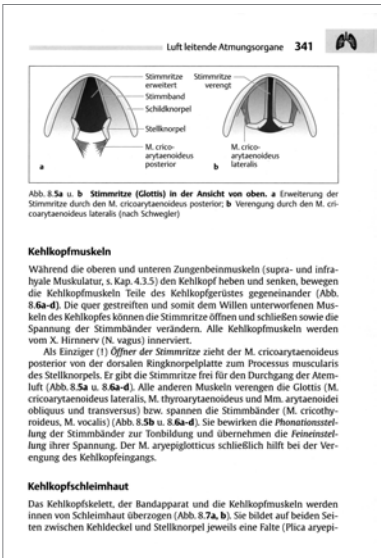 Luft leitende Atmungsorgane 341
Stimmritze erweitert
Stimmband
Schildknorpel
Stellknorpel
M. crico-
arytaenoideus
posterior
a
Stimmritze
verengt
M. crico-
arytaenoideus
lateralis
b
Abb. 8.5a u. b Stimmritze (Glottis) in der Ansicht von oben. a Erweiterung der
Stimmritze durch den M. cricoarytaenoideus posterior; b Verengung durch den M. cri-
coarytaenoideus lateralis (nach Schwegler)
Kehlkopfmuskeln
Während die oberen und unteren Zungenbeinmuskeln (supra- und infra-
hyale Muskulatur, s. Kap. 4.3.5) den Kehlkopf heben und senken, bewegen
die Kehlkopfmuskeln Teile des Kehlkopfgerüstes gegeneinander (Abb.
8.6a-d). Die quer gestreiften und somit dem Willen unterworfenen Mus-
keln des Kehlkopfes können die Stimmritze öffnen und schließen sowie die
Spannung der Stimmbänder verändern. Alle Kehlkopfmuskeln werden
vom X. Hirnnerv (N. vagus) innerviert.
Als Einziger (!) Öffner der Stimmritze zieht der M. cricoarytaenoideus
posterior von der dorsalen Ringknorpelplatte zum Processus muscularis
des Stellknorpels. Er gibt die Stimmritze frei für den Durchgang der Atem-
luft (Abb. 8.5a u. 8.6a-d). Alle anderen Muskeln verengen die Glottis (M.
cricoarytaenoideus lateralis, M. thyroarytaenoideus und Mm. arytaenoidei
obliquus und transversus) bzw. spannen die Stimmbänder (M. cricothy-
roideus, M. vocalis) (Abb. 8.5b u. 8.6a-d). Sie bewirken die Phonationsstel-
lung der Stimmbänder zur Tonbildung und übernehmen die Feineinstel-
lung ihrer Spannung. Der M. aryepiglotticus schließlich hilft bei der Ver-
engung des Kehlkopfeingangs.
Kehlkopfschleimhaut
Das Kehlkopfskelett, der Bandapparat und die Kehlkopfmuskeln werden
innen von Schleimhaut überzogen (Abb. 8.7a, b). Sie bildet auf beiden Sei-
ten zwischen Kehldeckel und Stellknorpel jeweils eine Falte (Plica aryepi-